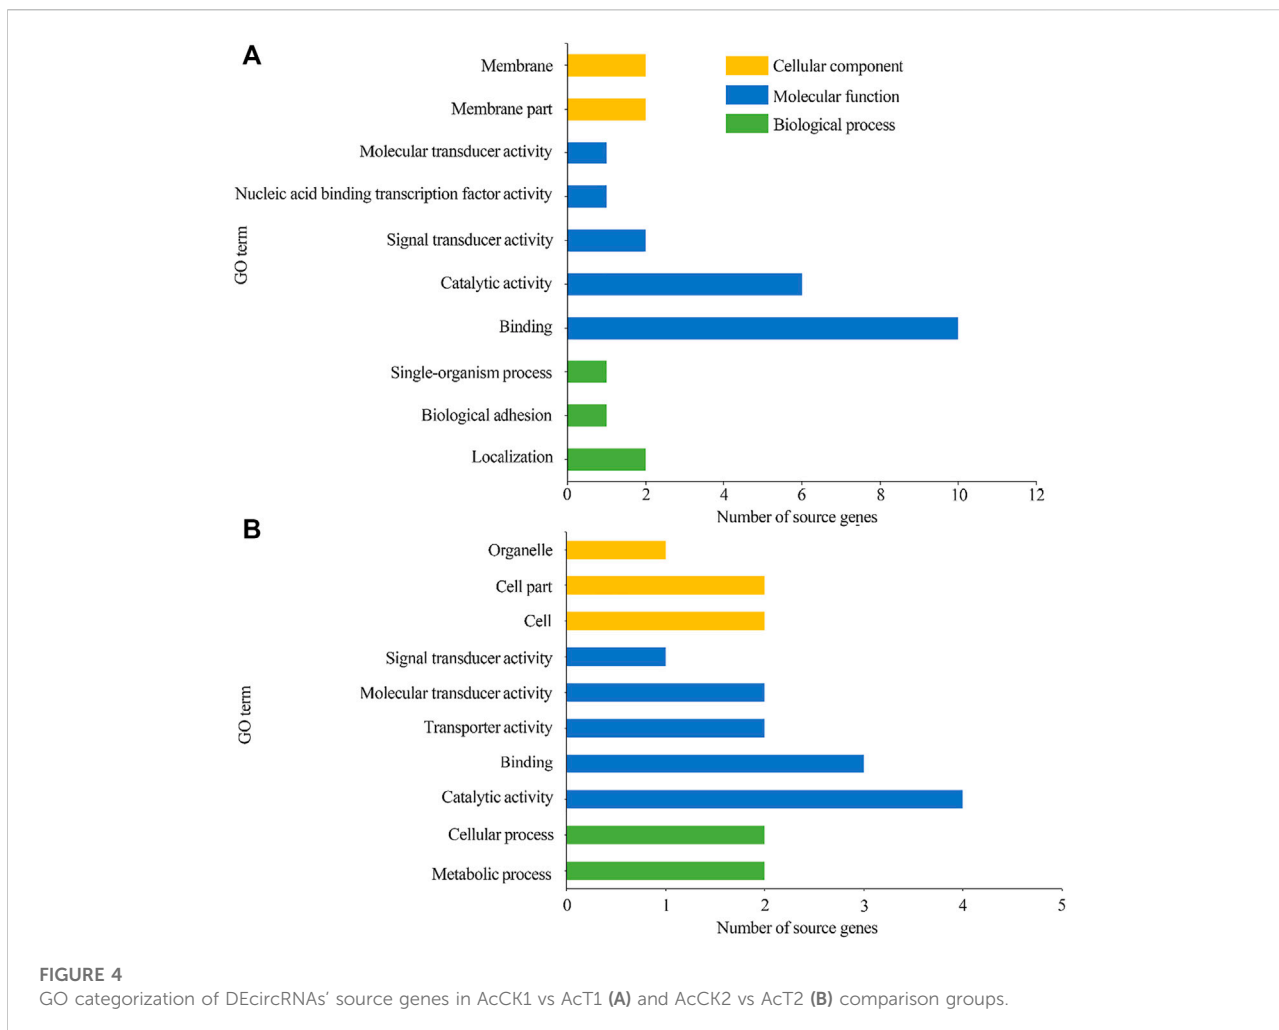 A
Membrane
Membrane part
Molecular transducer activity
Nucleic acid binding transcription factor activity
Signal transducer activity
Catalytic activity
Binding
Single-organism process
Biological adhesion
Localization
GO term
Cellular component
Molecular function
Biological process
0 2 4 6 8 10 12
Number of source genes
B
Organelle
Cell part
Cell
Signal transducer activity
Molecular transducer activity
Transporter activity
Binding
Catalytic activity
Cellular process
Metabolic process
GO term
0 1 2 3 4 5
Number of source genes
FIGURE 4
GO categorization of DEcircRNAs’ source genes in AcCK1 vs AcT1 (A) and AcCK2 vs AcT2 (B) comparison groups.